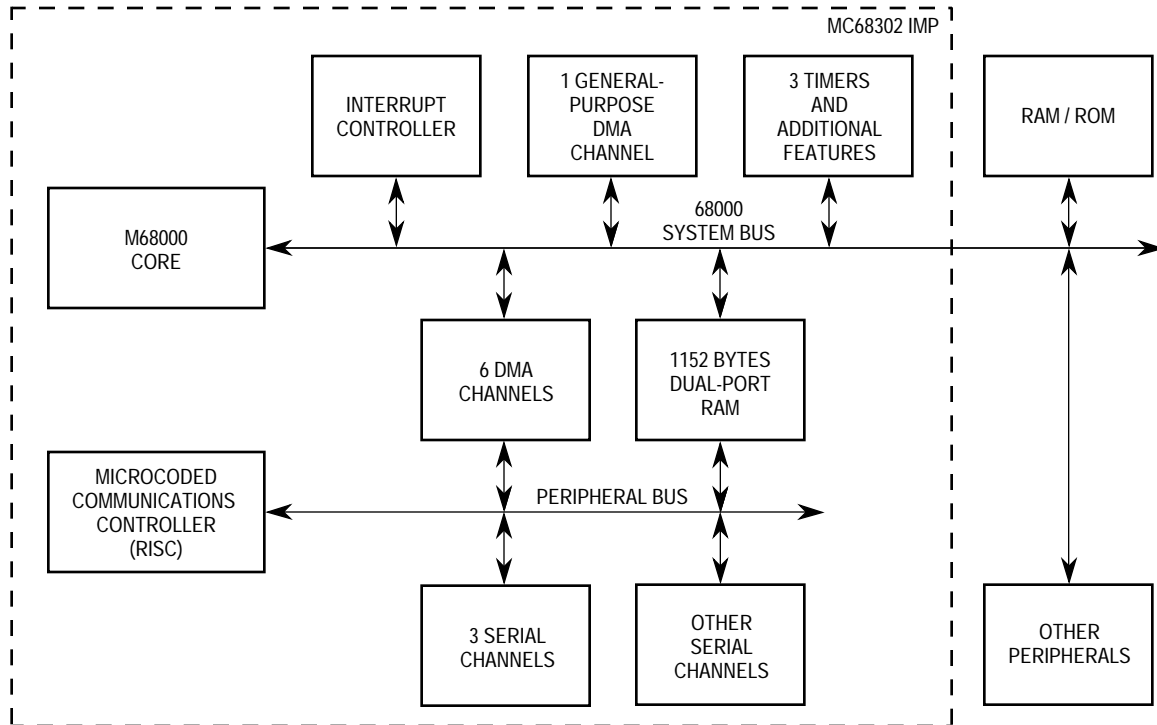 MC68302 IMP
INTERRUPT
CONTROLLER
1 GENERAL-
PURPOSE
DMA
CHANNEL
3 TIMERS
AND
ADDITIONAL
FEATURES
RAM / ROM
M68000
CORE
68000
SYSTEM BUS
6 DMA
CHANNELS
1152 BYTES
DUAL-PORT
RAM
MICROCODED
COMMUNICATIONS
CONTROLLER
(RISC)
PERIPHERAL BUS
3 SERIAL
CHANNELS
OTHER
SERIAL
CHANNELS
OTHER
PERIPHERALS